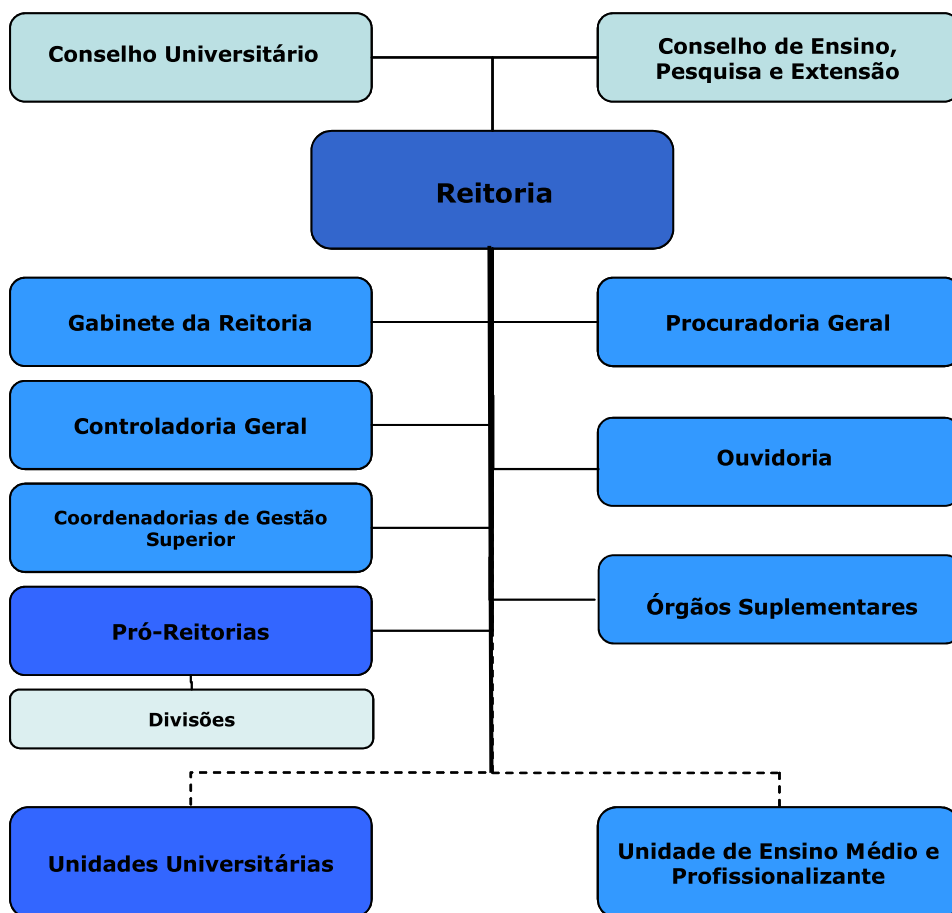 Conselho Universitário
Conselho de Ensino,
Pesquisa e Extensão
Reitoria
Gabinete da Reitoria
Procuradoria Geral
Controladoria Geral
Ouvidoria
Coordenadorias de Gestão
Superior
Órgãos Suplementares
Pró-Reitorias
Divisões
Unidades Universitárias
Unidade de Ensino Médio e
Profissionalizante